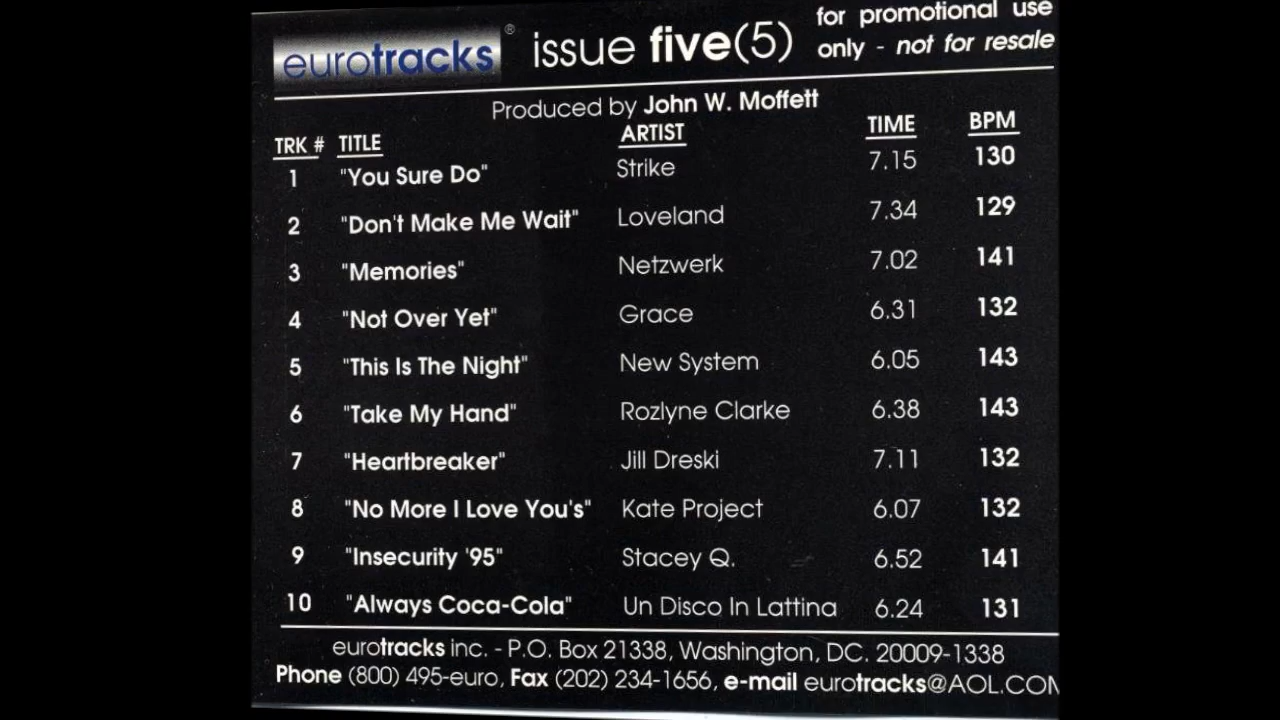 eurotracks® issue five(5) for promotional use
only - not for resale
Produced by John W. Moffett
TRK # TITLE ARTIST TIME BPM
1 "You Sure Do" Strike 7.15 130
2 "Don't Make Me Wait" Loveland 7.34 129
3 "Memories" Netzwerk 7.02 141
4 "Not Over Yet" Grace 6.31 132
5 "This Is The Night" New System 6.05 143
6 "Take My Hand" Rozlyne Clarke 6.38 143
7 "Heartbreaker" Jill Dreski 7.11 132
8 "No More I Love You's" Kate Project 6.07 132
9 "Insecurity '95" Stacey Q. 6.52 141
10 "Always Coca-Cola" Un Disco In Lattina 6.24 131
eurotracks inc. - P.O. Box 21338, Washington, DC. 20009-1338
Phone (800) 495-euro, Fax (202) 234-1656, e-mail eurotracks@AOL.COM